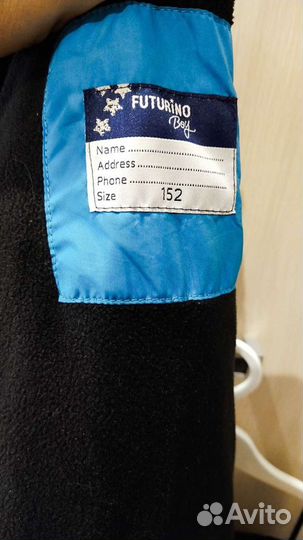 FUTURiNO
Boy
Name
Address
Phone
Size 152
Avito